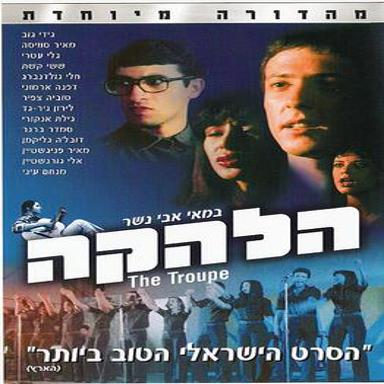 מהדורה מיוחדת
גידי גוב
מאיר סוויסה
גלי עטרי
ששי קשת
חלי גולדנברג
דפנה ארמוני
טוביה צפיר
לירון ניר-גד
גילת אנקורי
סמדר ברנר
דובל'ה גליקמן
מאיר פניגשטיין
אלי גורנשטיין
מנחם עיני
במאי אבי נשר
הלהקה
The Troupe
"הסרט הישראלי הטוב ביותר"
(הארץ)